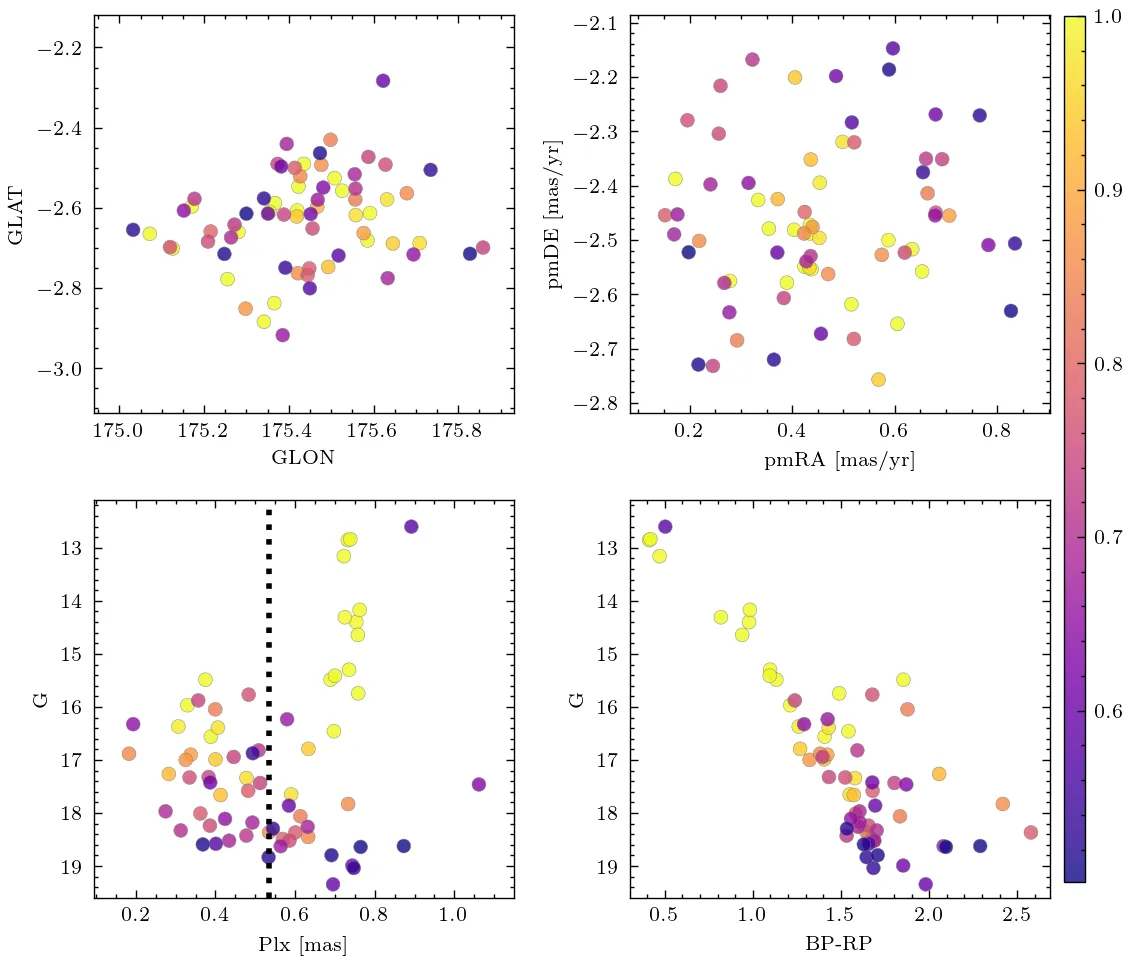 −2.2
−2.4
−2.6
−2.8
−3.0
GLAT
175.0 175.2 175.4 175.6 175.8
GLON
−2.1
−2.2
−2.3
−2.4
−2.5
−2.6
−2.7
−2.8
pmDE [mas/yr]
0.2 0.4 0.6 0.8
pmRA [mas/yr]
1.0
0.9
0.8
0.7
0.6
13
14
15
16
17
18
19
G
0.2 0.4 0.6 0.8 1.0
Plx [mas]
13
14
15
16
17
18
19
G
0.5 1.0 1.5 2.0 2.5
BP-RP